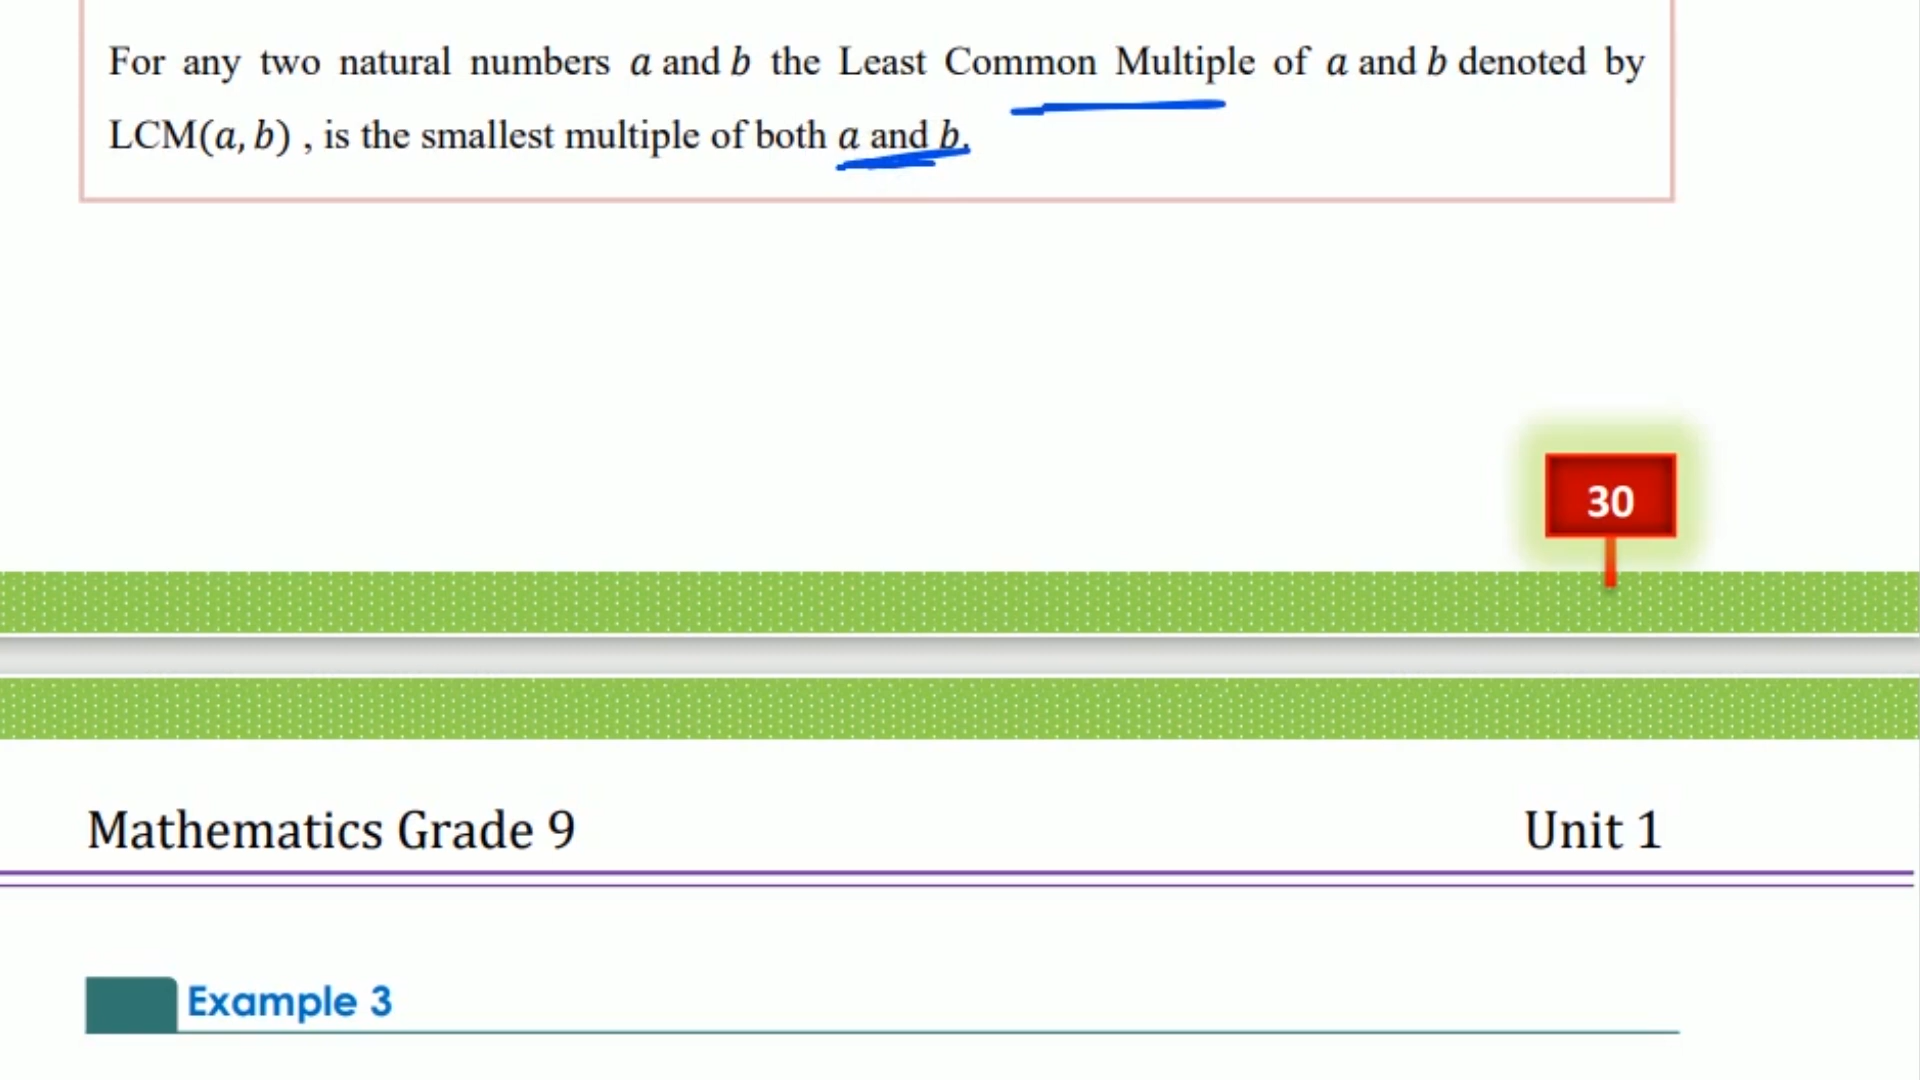 For any two natural numbers a and b the Least Common Multiple of a and b denoted by
LCM(a, b) , is the smallest multiple of both a and b.
30
Mathematics Grade 9
Unit 1
Example 3